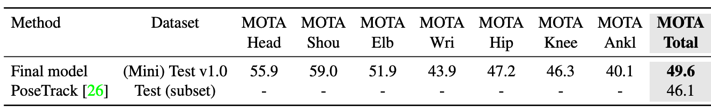 Method Dataset MOTA MOTA MOTA MOTA MOTA MOTA MOTA MOTA
Head Shou Elb Wri Hip Knee Ankl Total
Final model (Mini) Test v1.0 55.9 59.0 51.9 43.9 47.2 46.3 40.1 49.6
PoseTrack [26] Test (subset) - - - - - - - 46.1